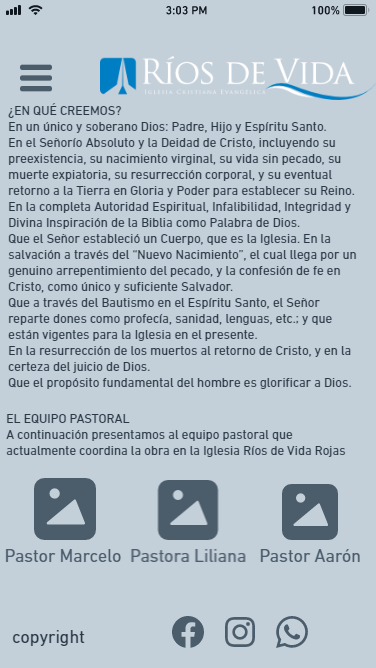 3:03 PM
100%
RÍOS DE VIDA
IGLESIA CRISTIANA EVANGÉLICA
¿EN QUÉ CREEMOS?
En un único y soberano Dios: Padre, Hijo y Espíritu Santo.
En el Señorío Absoluto y la Deidad de Cristo, incluyendo su
preexistencia, su nacimiento virginal, su vida sin pecado, su
muerte expiatoria, su resurrección corporal, y su eventual
retorno a la Tierra en Gloria y Poder para establecer su Reino.
En la completa Autoridad Espiritual, Infalibilidad, Integridad y
Divina Inspiración de la Biblia como Palabra de Dios.
Que el Señor estableció un Cuerpo, que es la Iglesia. En la
salvación a través del “Nuevo Nacimiento”, el cual llega por un
genuino arrepentimiento del pecado, y la confesión de fe en
Cristo, como único y suficiente Salvador.
Que a través del Bautismo en el Espíritu Santo, el Señor
reparte dones como profecía, sanidad, lenguas, etc.; y que
están vigentes para la Iglesia en el presente.
En la resurrección de los muertos al retorno de Cristo, y en la
certeza del juicio de Dios.
Que el propósito fundamental del hombre es glorificar a Dios.
EL EQUIPO PASTORAL
A continuación presentamos al equipo pastoral que
actualmente coordina la obra en la Iglesia Ríos de Vida Rojas
Pastor Marcelo Pastora Liliana Pastor Aarón
copyright